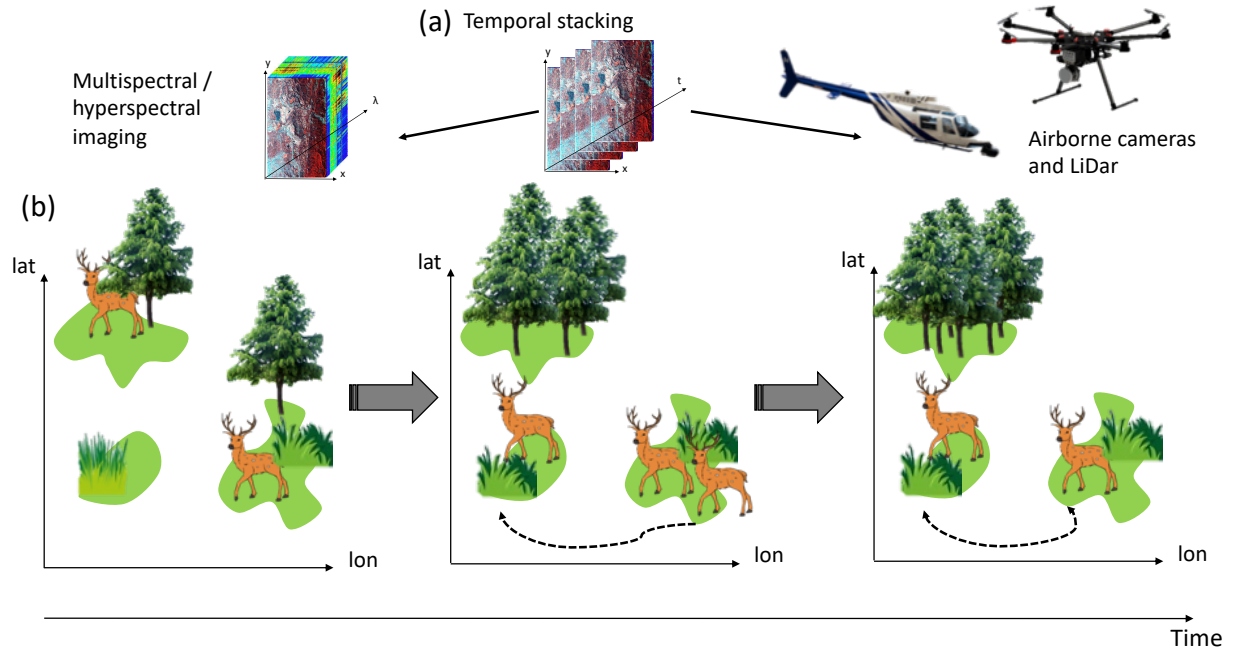 (a) Temporal stacking
Multispectral /
hyperspectral
imaging
y
λ
x
y
t
x
Airborne cameras
and LiDar
(b)
lat
lon
lat
lon
lat
lon
Time